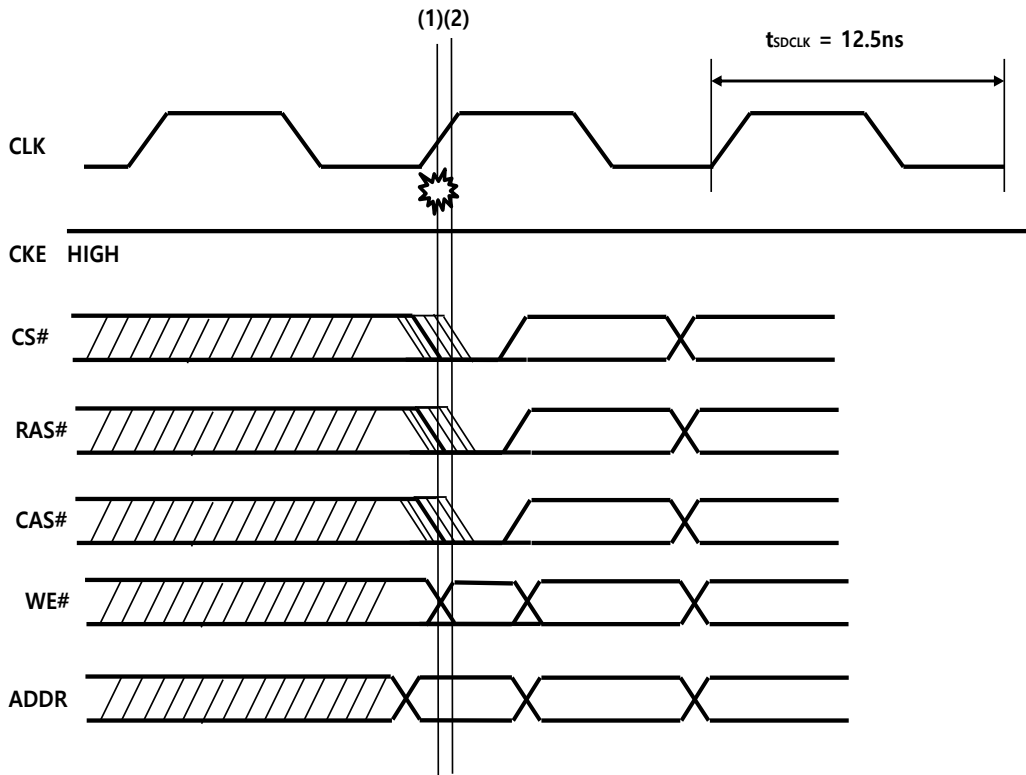 (1)(2)
tSDCLK = 12.5ns
CLK
CKE HIGH
CS#
RAS#
CAS#
WE#
ADDR